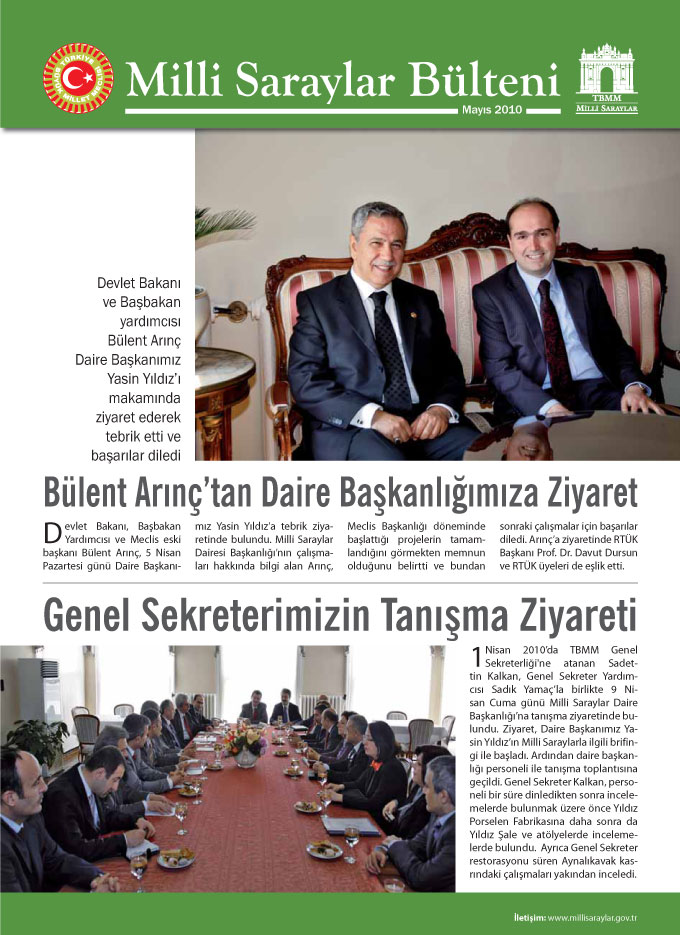 TÜRKİYE
BÜYÜK MİLLET MECLİSİ
Milli Saraylar Bülteni
Mayıs 2010
TBMM
MİLLİ SARAYLAR
Devlet Bakanı
ve Başbakan
yardımcısı
Bülent Arınç
Daire Başkanımız
Yasin Yıldız'ı
makamında
ziyaret ederek
tebrik etti ve
başarılar diledi
Bülent Arınç'tan Daire Başkanlığımıza Ziyaret
Devlet Bakanı, Başbakan
Yardımcısı ve Meclis eski
başkanı Bülent Arınç, 5 Nisan
Pazartesi günü Daire Başkanı-
mız Yasin Yıldız'a tebrik ziya-
retinde bulundu. Milli Saraylar
Dairesi Başkanlığı'nın çalışma-
ları hakkında bilgi alan Arınç,
Meclis Başkanlığı döneminde
başlattığı projelerin tamam-
landığını görmekten memnun
olduğunu belirtti ve bundan
sonraki çalışmalar için başarılar
diledi. Arınç'a ziyaretinde RTÜK
Başkanı Prof. Dr. Davut Dursun
ve RTÜK üyeleri de eşlik etti.
Genel Sekreterimizin Tanışma Ziyareti
1 Nisan 2010'da TBMM Genel
Sekreterliği'ne atanan Sadet-
tin Kalkan, Genel Sekreter Yardım-
cısı Sadık Yamaç'la birlikte 9 Ni-
san Cuma günü Milli Saraylar Daire
Başkanlığı'na tanışma ziyaretinde bu-
lundu. Ziyaret, Daire Başkanımız Ya-
sin Yıldız'ın Milli Saraylarla ilgili brifin-
gi ile başladı. Ardından daire başkan-
lığı personeli ile tanışma toplantısına
geçildi. Genel Sekreter Kalkan, perso-
neli bir süre dinledikten sonra incele-
melerde bulunmak üzere önce Yıldız
Porselen Fabrikasına daha sonra da
Yıldız Şale ve atölyelerde inceleme-
lerde bulundu. Ayrıca Genel Sekreter
restorasyonu süren Aynalıkavak kas-
rındaki çalışmaları yakından inceledi.
İletişim: www.millisaraylar.gov.tr